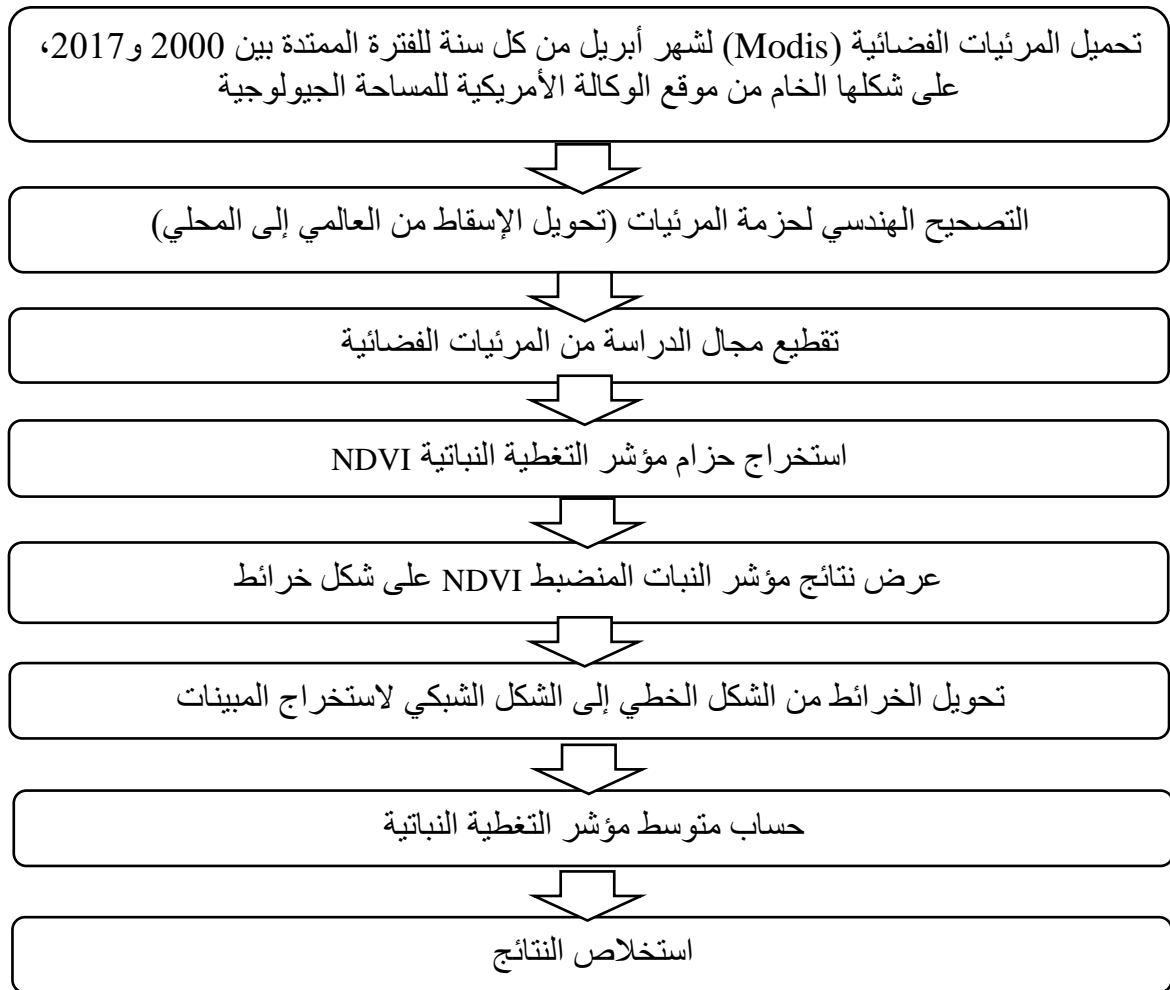 تحميل المرئيات الفضائية (Modis) لشهر أبريل من كل سنة للفترة الممتدة بين 2000 و2017،
على شكلها الخام من موقع الوكالة الأمريكية للمساحة الجيولوجية
التصحيح الهندسي لحزمة المرئيات (تحويل الإسقاط من العالمي إلى المحلي)
تقطيع مجال الدراسة من المرئيات الفضائية
استخراج حزام مؤشر التغطية النباتية NDVI
عرض نتائج مؤشر النبات المنضبط NDVI على شكل خرائط
تحويل الخرائط من الشكل الخطي إلى الشكل الشبكي لاستخراج المبينات
حساب متوسط مؤشر التغطية النباتية
استخلاص النتائج